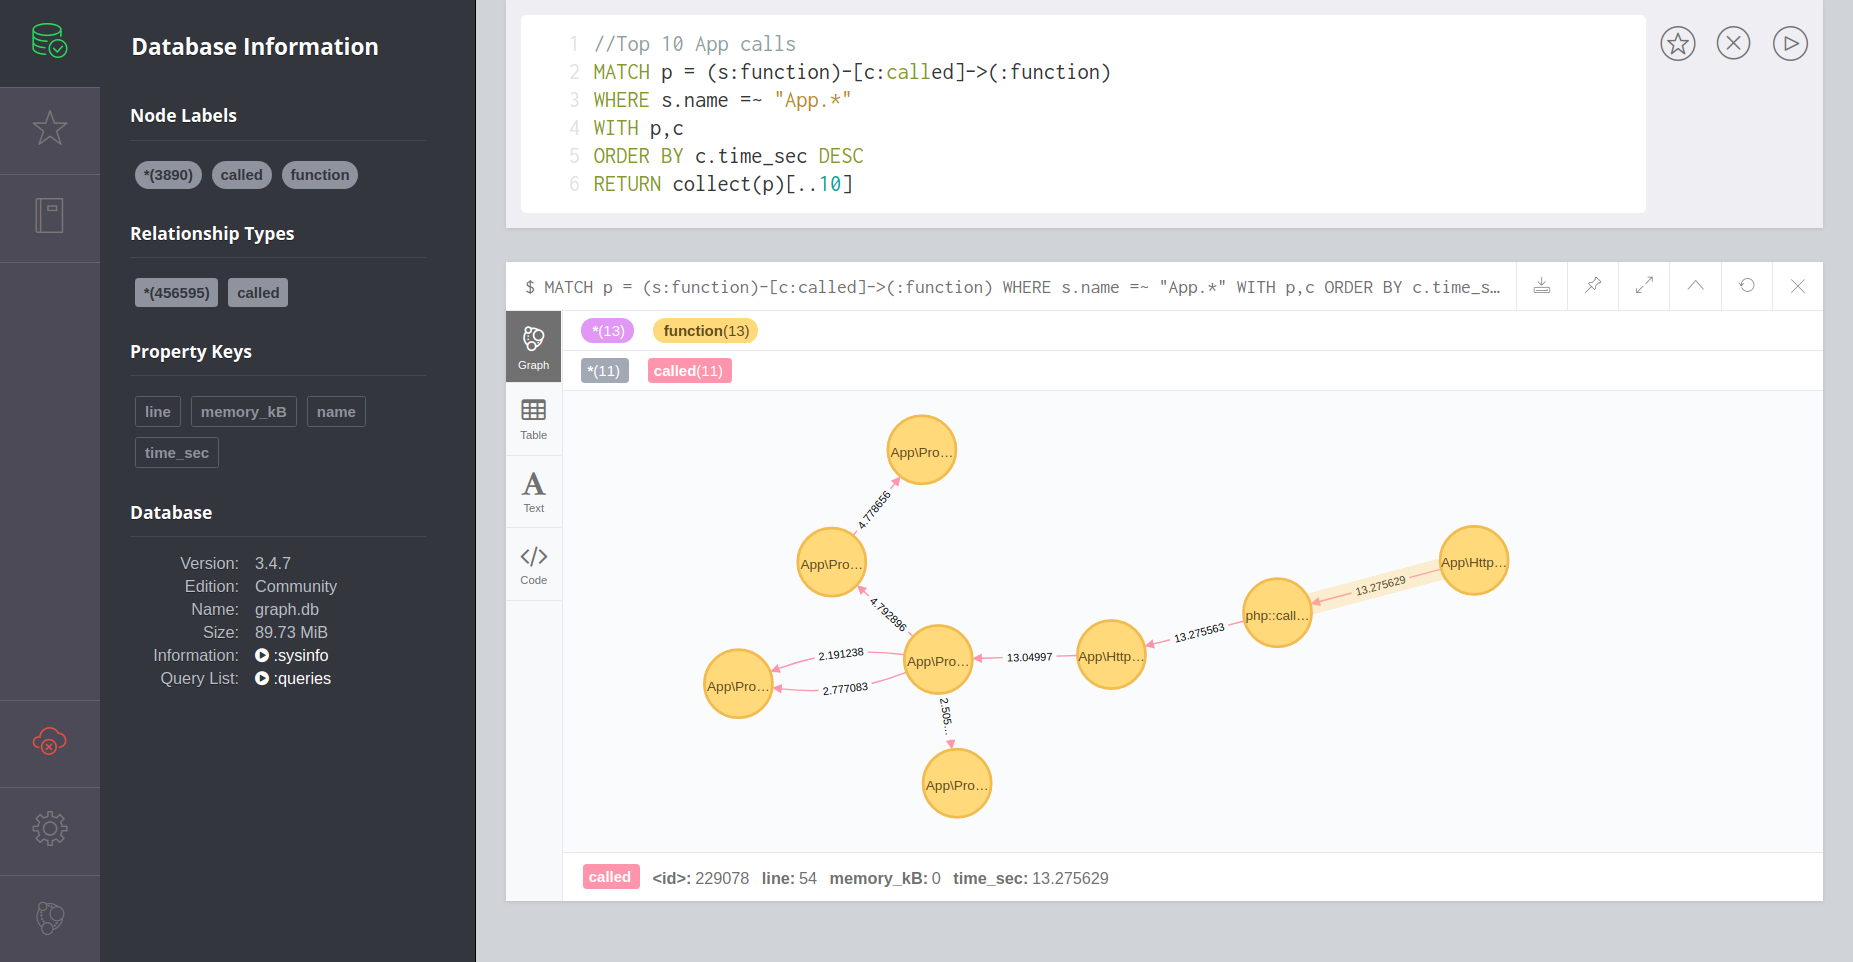 Database Information
Node Labels
*(3890) called function
Relationship Types
*(456595) called
Property Keys
line memory_kB name
time_sec
Database
Version: 3.4.7
Edition: Community
Name: graph.db
Size: 89.73 MiB
Information: :sysinfo
Query List: :queries
1 //Top 10 App calls
2 MATCH p = (s:function)-[c:called]->(:function)
3 WHERE s.name =~ "App.*"
4 WITH p,c
5 ORDER BY c.time_sec DESC
6 RETURN collect(p)[..10]
$ MATCH p = (s:function)-[c:called]->(:function) WHERE s.name =~ "App.*" WITH p,c ORDER BY c.time_s…
Graph
Table
A
Text
</>
Code
*(13) function(13)
*(11) called(11)
App\Pro…
4.778656
App\Pro…
4.792896
App\Http…
13.275629
php::call…
13.275563
App\Http…
13.04997
App\Pro…
2.191238
2.777083
App\Pro…
2.505…
App\Pro…
called <id>: 229078 line: 54 memory_kB: 0 time_sec: 13.275629